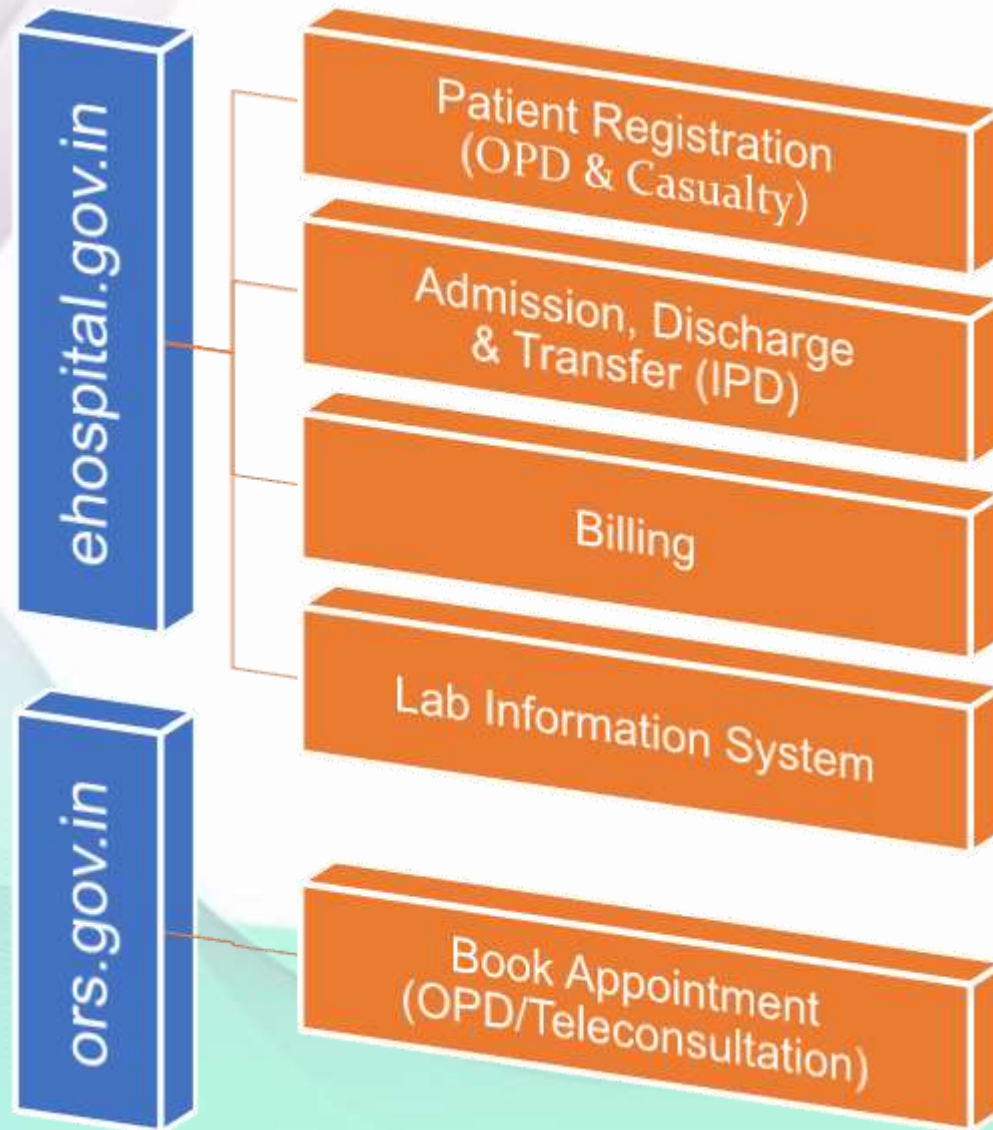 ehospital.gov.in
Patient Registration
(OPD & Casualty)
Admission, Discharge
& Transfer (IPD)
Billing
Lab Information System
ors.gov.in
Book Appointment
(OPD/Teleconsultation)